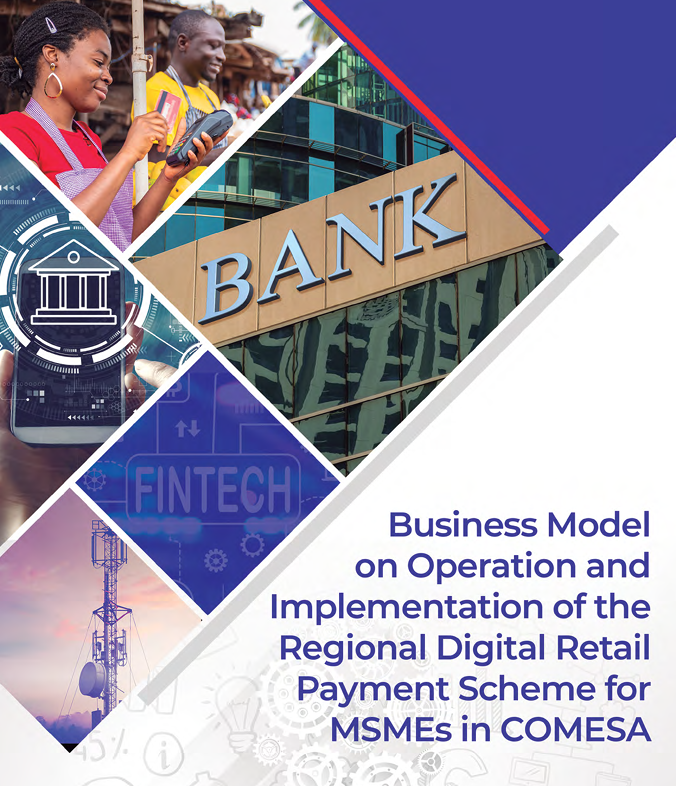 BANK
FINTECH
Business Model
on Operation and
Implementation of the
Regional Digital Retail
Payment Scheme for
MSMEs in COMESA
45%
i